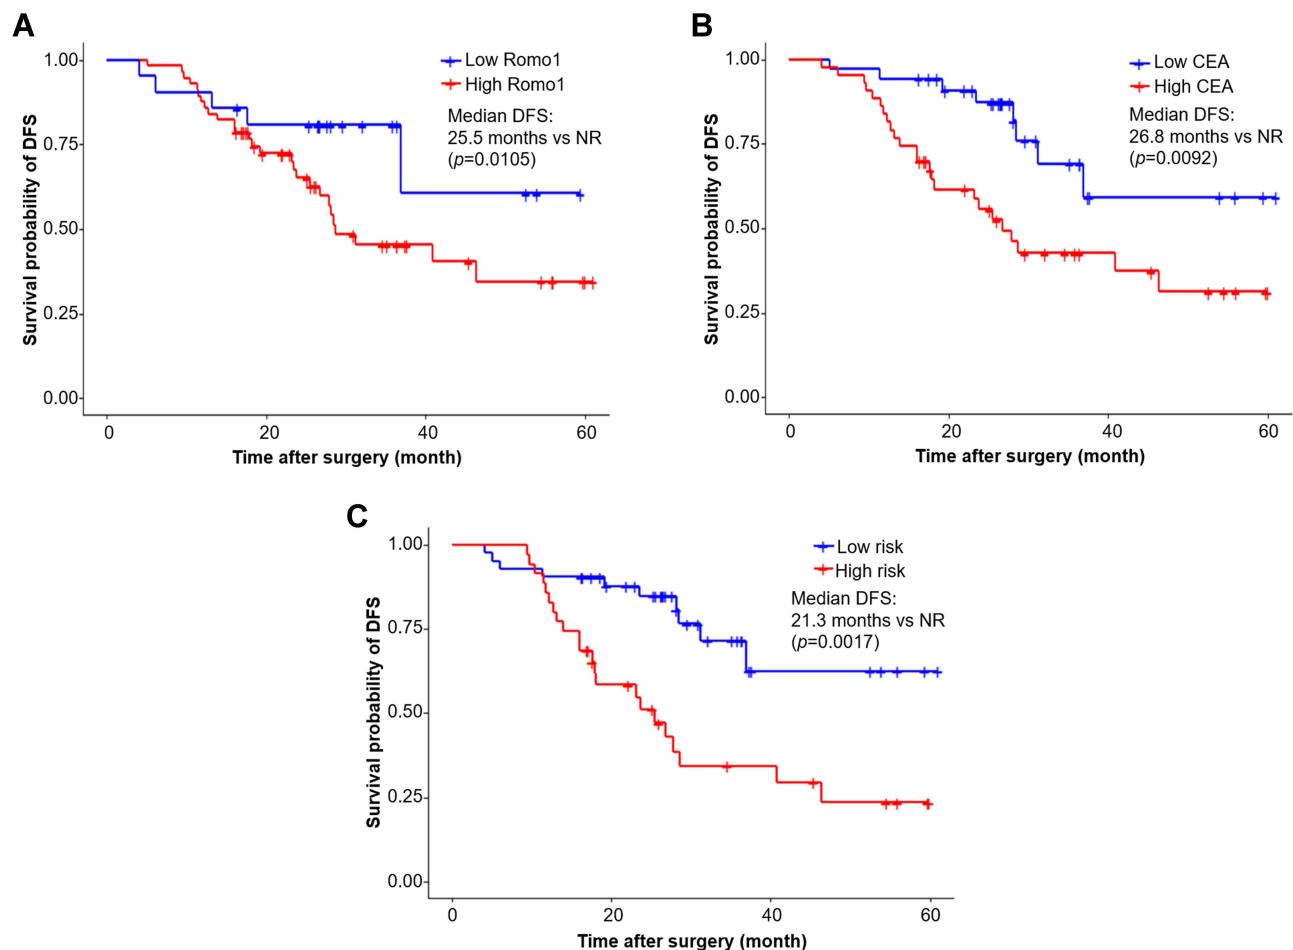 A
Survival probability of DFS
1.00
0.75
0.50
0.25
0.00
Low Romo1
High Romo1
Median DFS:
25.5 months vs NR
(p=0.0105)
0 20 40 60
Time after surgery (month)
B
Survival probability of DFS
1.00
0.75
0.50
0.25
0.00
Low CEA
High CEA
Median DFS:
26.8 months vs NR
(p=0.0092)
0 20 40 60
Time after surgery (month)
C
Survival probability of DFS
1.00
0.75
0.50
0.25
0.00
Low risk
High risk
Median DFS:
21.3 months vs NR
(p=0.0017)
0 20 40 60
Time after surgery (month)